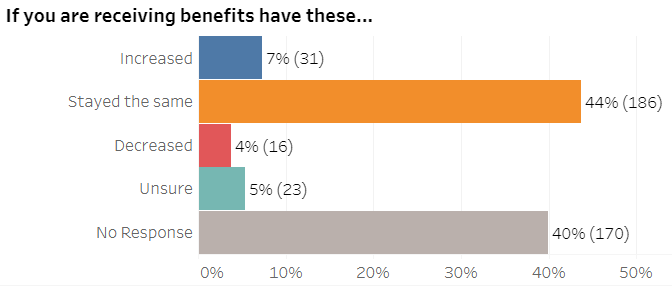 If you are receiving benefits have these...
Increased 7% (31)
Stayed the same 44% (186)
Decreased 4% (16)
Unsure 5% (23)
No Response 40% (170)
0% 10% 20% 30% 40% 50%